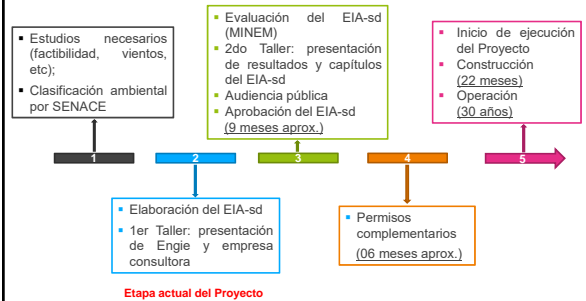 ▪ Estudios necesarios
(factibilidad, vientos,
etc);
▪ Clasificación ambiental
por SENACE
▪ Evaluación del EIA-sd
(MINEM)
▪ 2do Taller: presentación
de resultados y capítulos
del EIA-sd
▪ Audiencia pública
▪ Aprobación del EIA-sd
(9 meses aprox.)
▪ Inicio de ejecución
del Proyecto
▪ Construcción
(22 meses)
▪ Operación
(30 años)
1 2 3 4 5
▪ Elaboración del EIA-sd
▪ 1er Taller: presentación
de Engie y empresa
consultora
▪ Permisos
complementarios
(06 meses aprox.)
Etapa actual del Proyecto